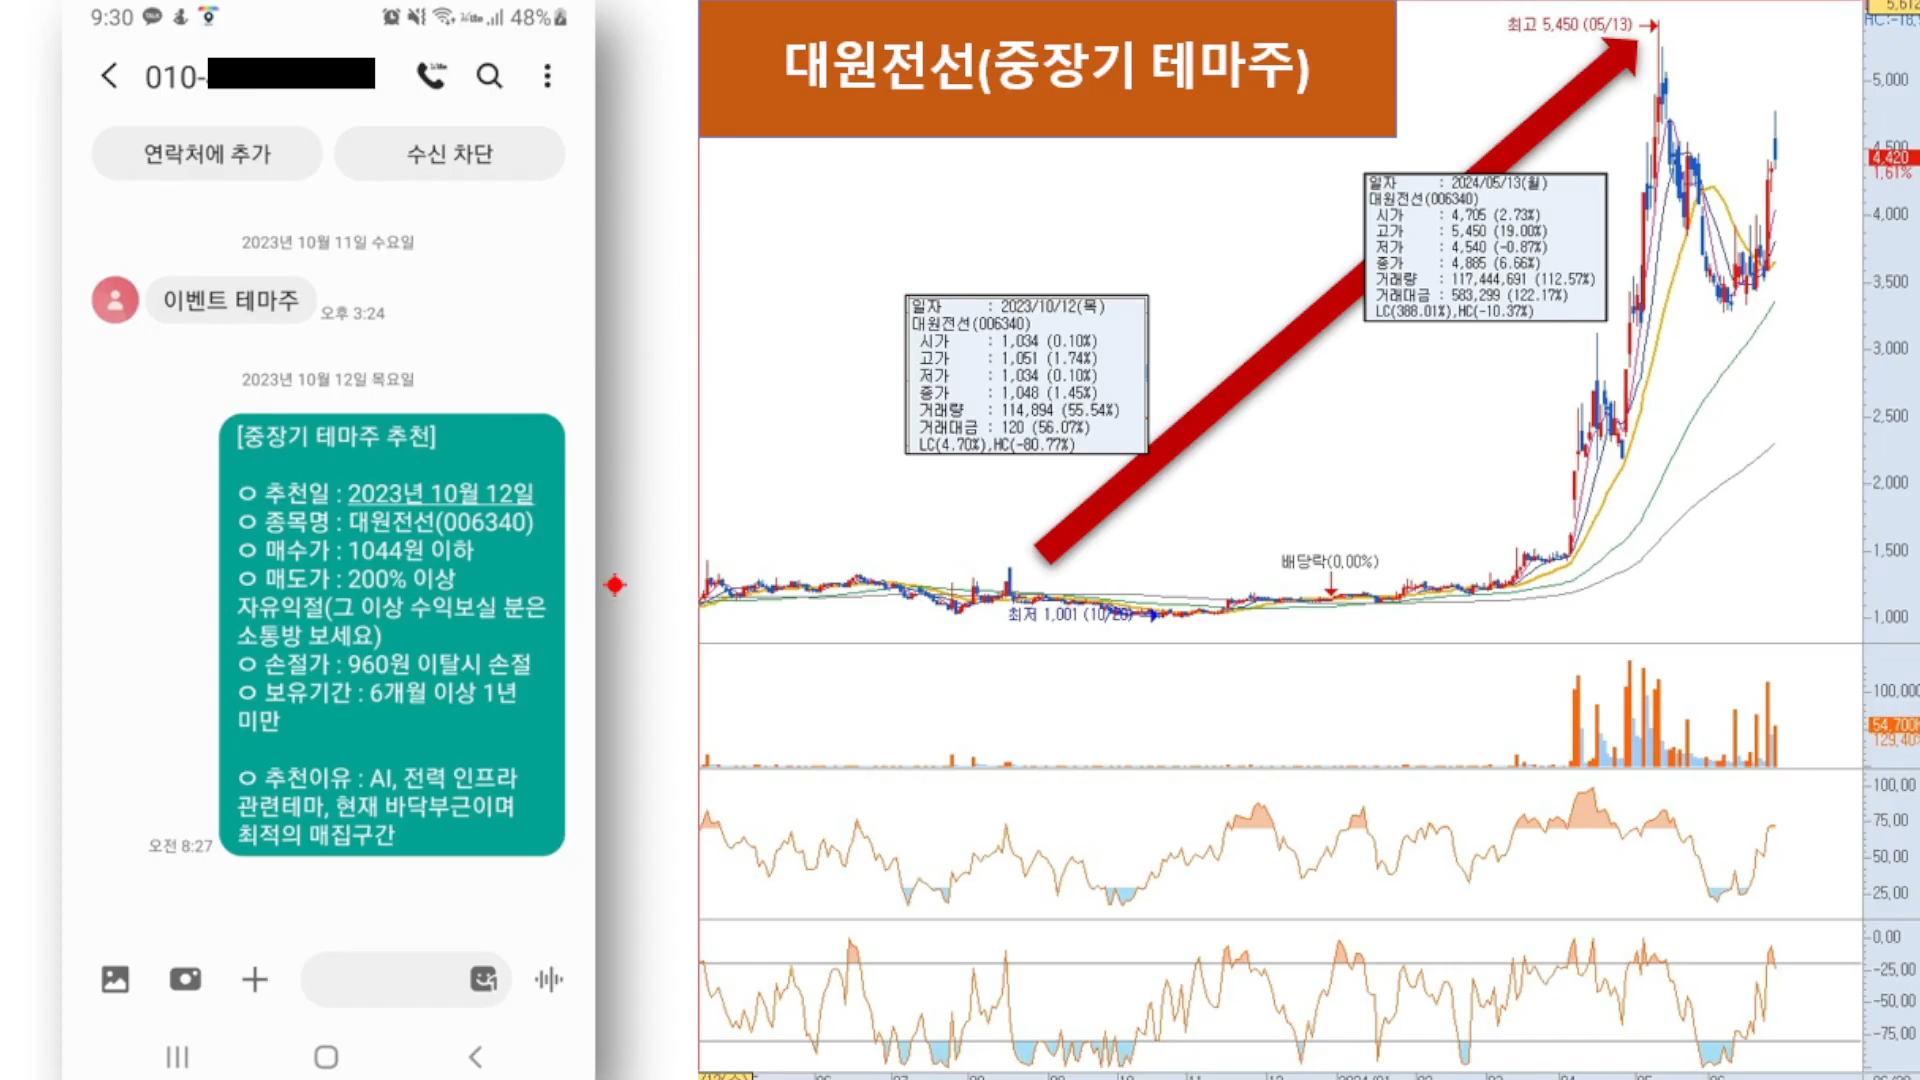 9:30
48%
010-
연락처에 추가
수신 차단
2023년 10월 11일 수요일
이벤트 테마주
오후 3:24
2023년 10월 12일 목요일
[중장기 테마주 추천]
ㅇ 추천일 : 2023년 10월 12일
ㅇ 종목명 : 대원전선(006340)
ㅇ 매수가 : 1044원 이하
ㅇ 매도가 : 200% 이상
자유익절(그 이상 수익보실 분은
소통방 보세요)
ㅇ 손절가 : 960원 이탈시 손절
ㅇ 보유기간 : 6개월 이상 1년
미만
ㅇ 추천이유 : AI, 전력 인프라
관련테마, 현재 바닥부근이며
최적의 매집구간
오전 8:27
대원전선(중장기 테마주)
최고 5,450 (05/13)
일자 : 2023/10/12(목)
대원전선(006340)
시가 : 1,034 (0.10%)
고가 : 1,051 (1.74%)
저가 : 1,034 (0.10%)
종가 : 1,048 (1.45%)
거래량 : 114,894 (55.54%)
거래대금 : 120 (56.07%)
LC(4.70%),HC(-80.77%)
일자 : 2024/05/13(월)
대원전선(006340)
시가 : 4,705 (2.73%)
고가 : 5,450 (19.00%)
저가 : 4,540 (-0.87%)
종가 : 4,885 (6.66%)
거래량 : 117,444,691 (112.57%)
거래대금 : 583,299 (122.17%)
LC(388.01%),HC(-10.37%)
배당락(0.00%)
최저 1,001 (10/26)
5,000
4,500
4,420
1.61%
4,000
3,500
3,000
2,500
2,000
1,500
1,000
100,000
54,700
100.00
75.00
50.00
25.00
0.00
-25.00
-50.00
-75.00